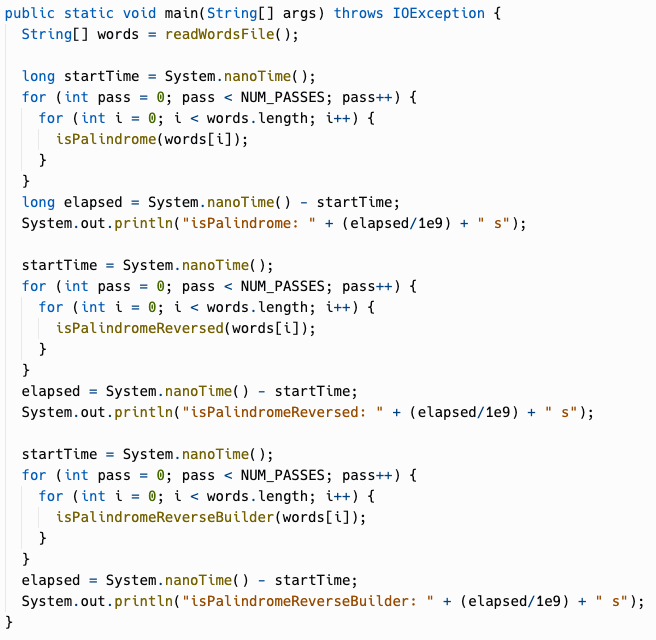 public static void main(String[] args) throws IOException {
  String[] words = readWordsFile();

  long startTime = System.nanoTime();
  for (int pass = 0; pass < NUM_PASSES; pass++) {
    for (int i = 0; i < words.length; i++) {
      isPalindrome(words[i]);
    }
  }
  long elapsed = System.nanoTime() - startTime;
  System.out.println("isPalindrome: " + (elapsed/1e9) + " s");

  startTime = System.nanoTime();
  for (int pass = 0; pass < NUM_PASSES; pass++) {
    for (int i = 0; i < words.length; i++) {
      isPalindromeReversed(words[i]);
    }
  }
  elapsed = System.nanoTime() - startTime;
  System.out.println("isPalindromeReversed: " + (elapsed/1e9) + " s");

  startTime = System.nanoTime();
  for (int pass = 0; pass < NUM_PASSES; pass++) {
    for (int i = 0; i < words.length; i++) {
      isPalindromeReverseBuilder(words[i]);
    }
  }
  elapsed = System.nanoTime() - startTime;
  System.out.println("isPalindromeReverseBuilder: " + (elapsed/1e9) + " s");
}